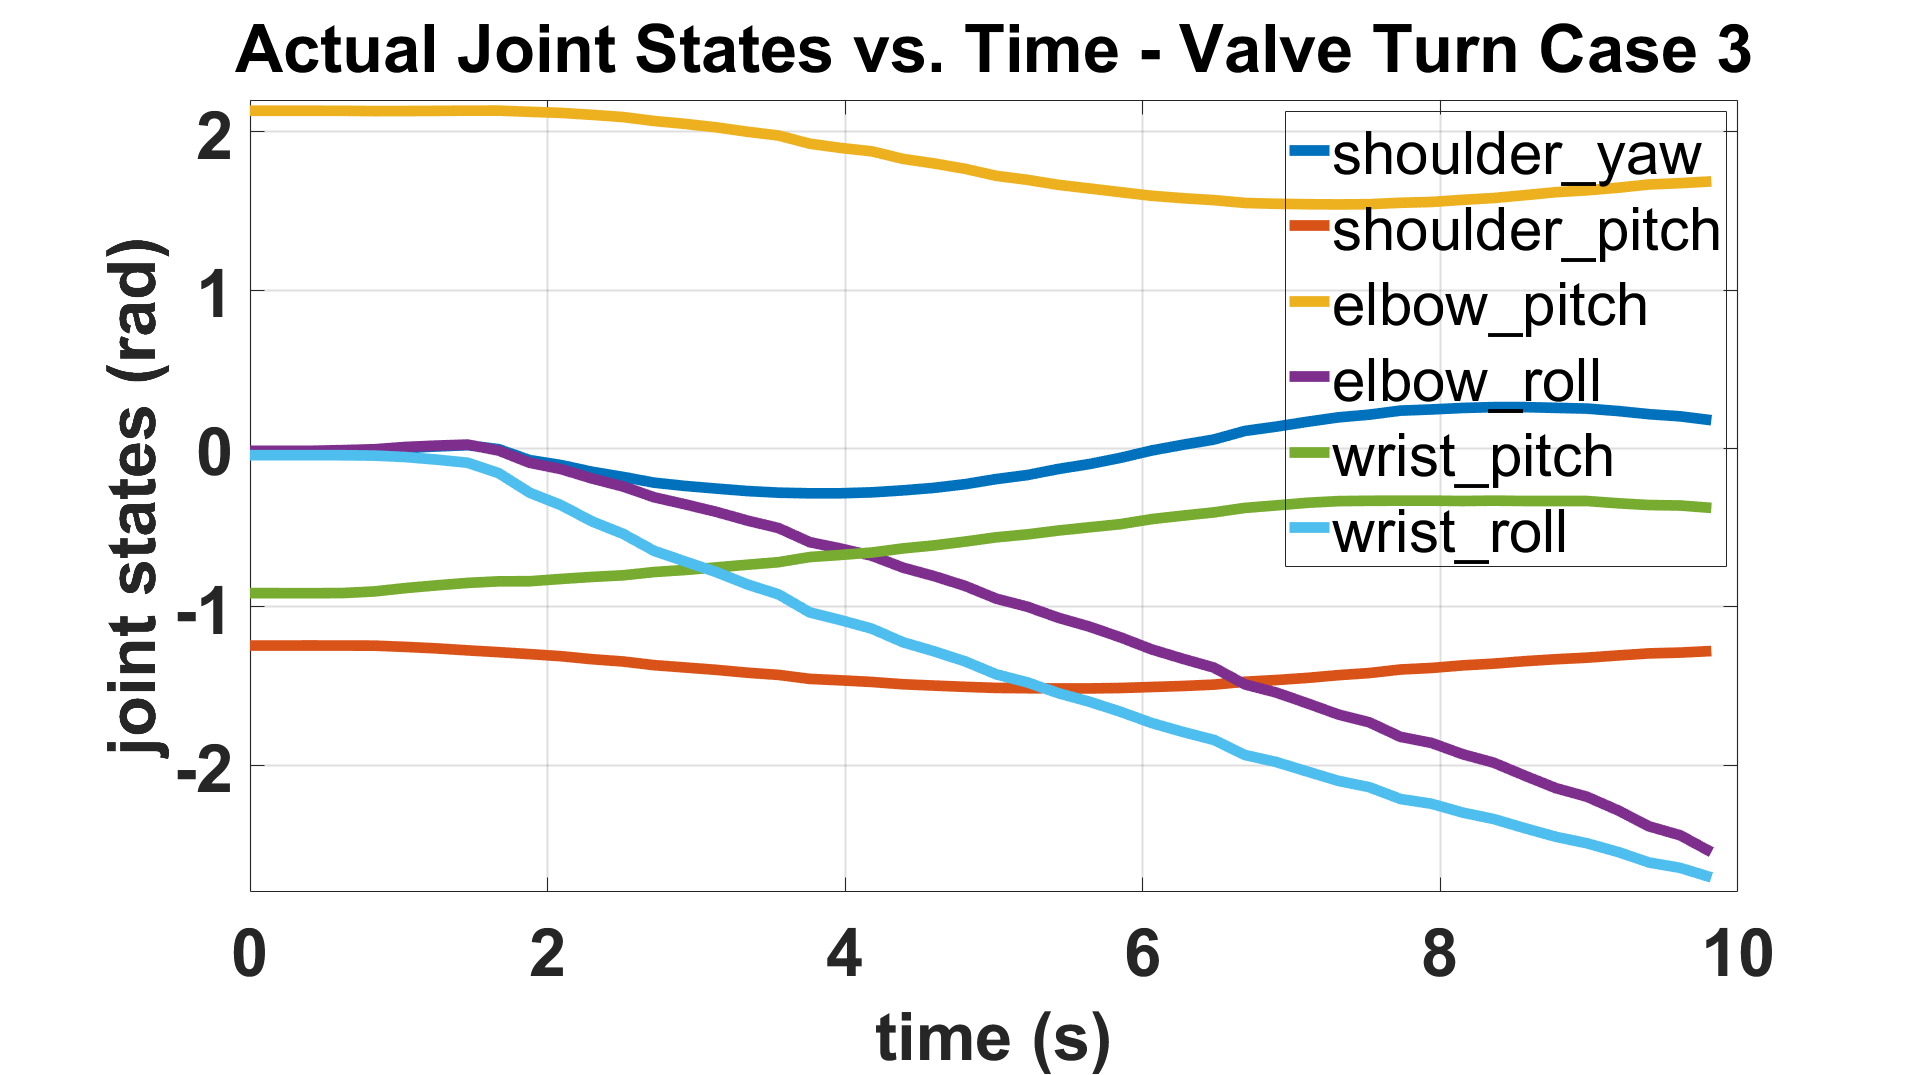 Actual Joint States vs. Time - Valve Turn Case 3
joint states (rad)
2
1
0
-1
-2
shoulder_yaw
shoulder_pitch
elbow_pitch
elbow_roll
wrist_pitch
wrist_roll
0 2 4 6 8 10
time (s)